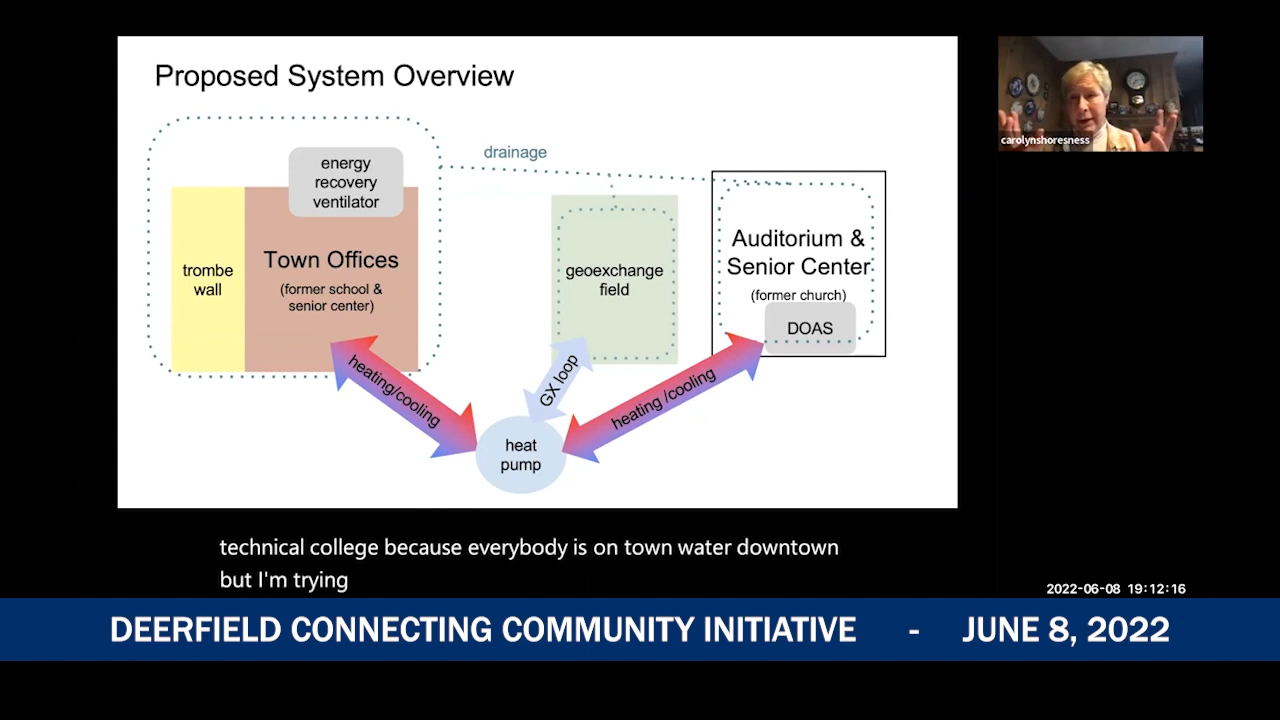 Proposed System Overview
carolynshoresness
drainage
energy
recovery
ventilator
trombe
wall
Town Offices
(former school &
senior center)
geoexchange
field
Auditorium &
Senior Center
(former church)
DOAS
heating/cooling
GX loop
heating /cooling
heat
pump
technical college because everybody is on town water downtown
but I'm trying
2022-06-08 19:12:16
DEERFIELD CONNECTING COMMUNITY INITIATIVE - JUNE 8, 2022